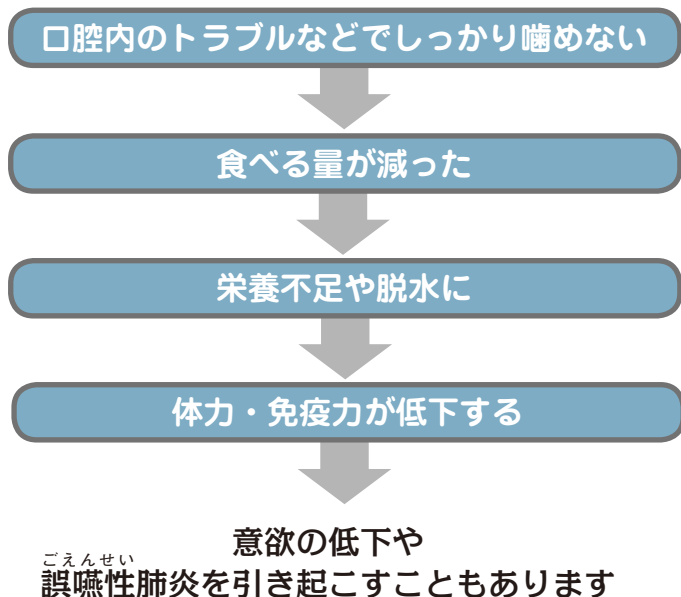 口腔内のトラブルなどでしっかり噛めない
食べる量が減った
栄養不足や脱水に
体力・免疫力が低下する
意欲の低下や
ごえんせい
誤嚥性肺炎を引き起こすこともあります